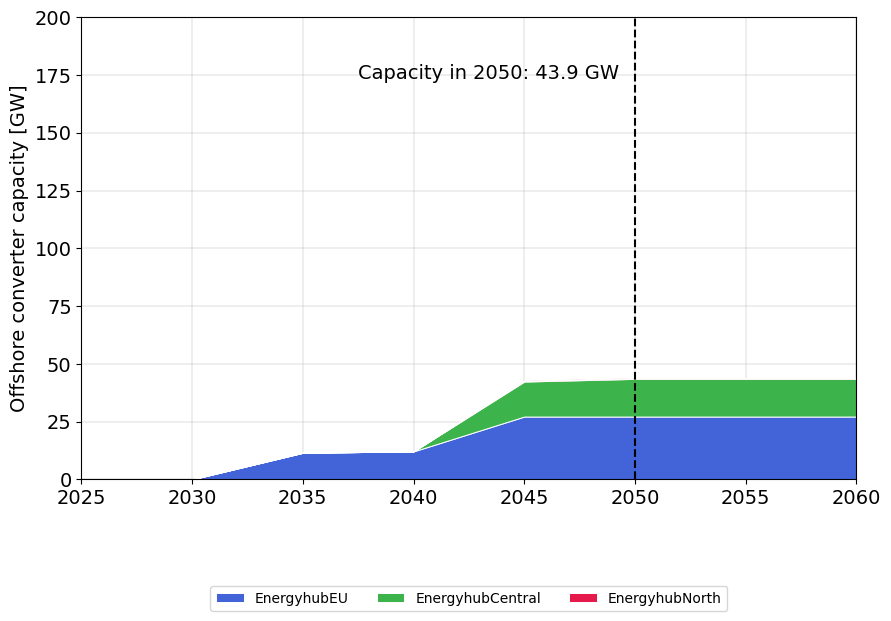 200
175
150
125
100
75
50
25
0
Offshore converter capacity [GW]
Capacity in 2050: 43.9 GW
2025 2030 2035 2040 2045 2050 2055 2060
EnergyhubEU EnergyhubCentral EnergyhubNorth